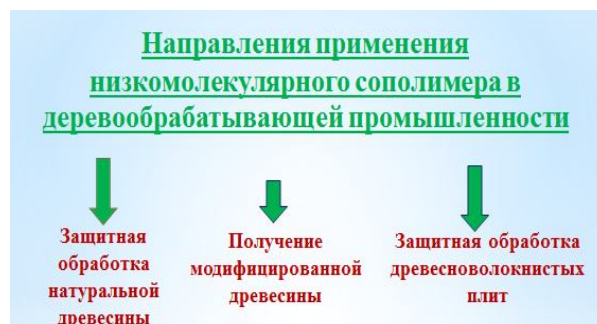 Направления применения
низкомолекулярного сополимера в
деревообрабатывающей промышленности
Защитная
обработка
натуральной
древесины
Получение
модифицированной
древесины
Защитная обработка
древесноволокнистых
плит